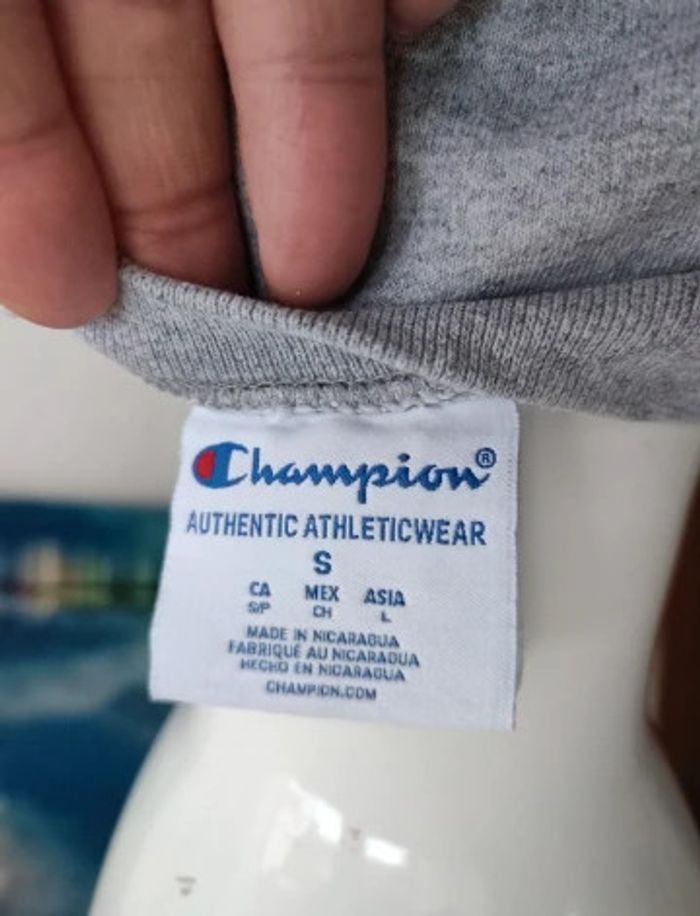 Champion®
AUTHENTIC ATHLETICWEAR
S
CA MEX ASIA
S/P CH L
MADE IN NICARAGUA
FABRIQUÉ AU NICARAGUA
HECHO EN NICARAGUA
CHAMPION.COM